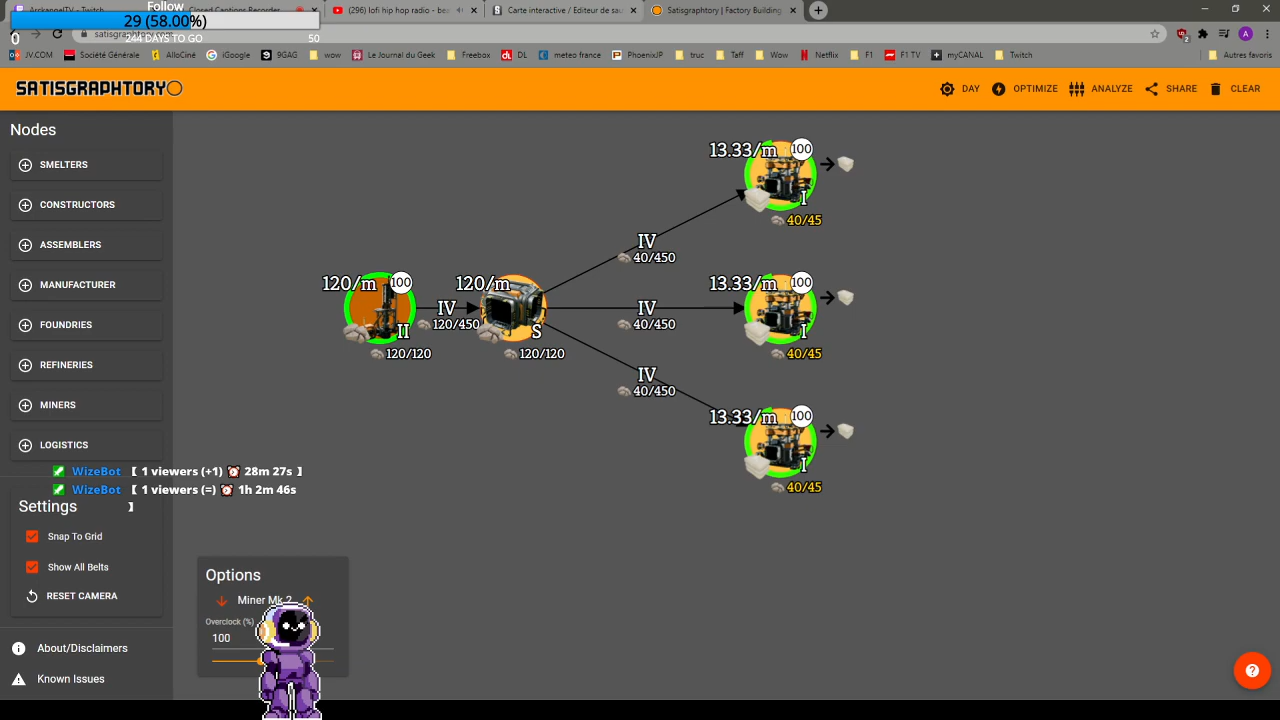 ArckangelTV - Twitch
Closed Captions Recorder
(296) lofi hip hop radio - bea
Carte interactive / Editeur de sau
Satisgraphtory | Factory Building
Follow
29 (58.00%)
0 244 DAYS TO GO 50
JV.COM Société Générale AlloCiné iGoogle 9GAG wow Le Journal du Geek Freebox DL meteo france PhoenixJP truc Taff Wow Netflix F1 F1 TV myCANAL Twitch Autres favoris
SATISGRAPHTORY
DAY OPTIMIZE ANALYZE SHARE CLEAR
Nodes
SMELTERS
CONSTRUCTORS
ASSEMBLERS
MANUFACTURER
FOUNDRIES
REFINERIES
MINERS
LOGISTICS
WizeBot [ 1 viewers (+1) 28m 27s ]
WizeBot [ 1 viewers (=) 1h 2m 46s
]
Settings
Snap To Grid
Show All Belts
RESET CAMERA
About/Disclaimers
Known Issues
13.33/m 100
I
40/45
IV
40/450
120/m 100
II
120/120
IV
120/450
120/m
S
120/120
IV
40/450
13.33/m 100
I
40/45
IV
40/450
13.33/m 100
I
40/45
Options
Miner Mk 2
Overclock (%)
100